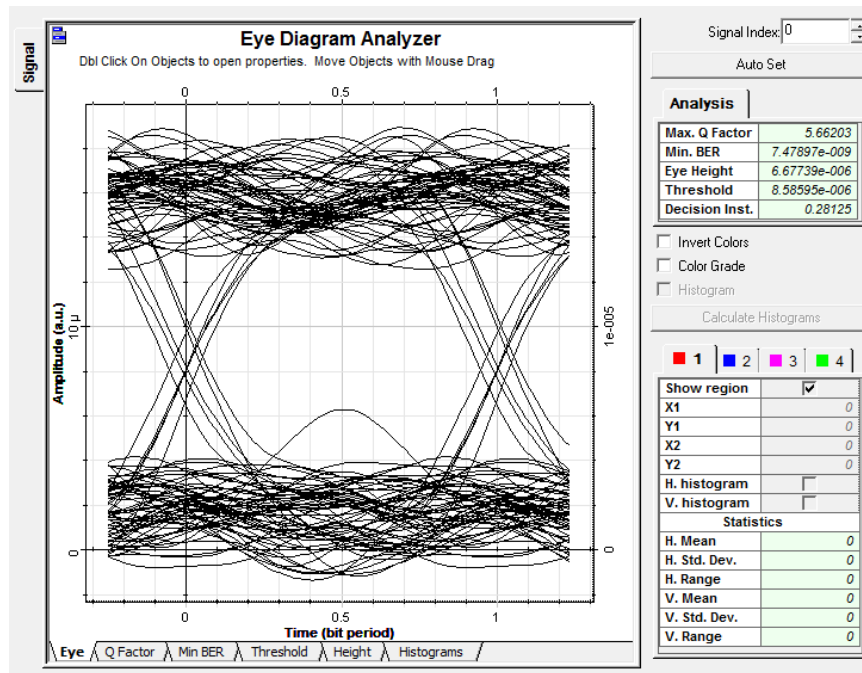 Signal
Eye Diagram Analyzer
Dbl Click On Objects to open properties. Move Objects with Mouse Drag
0 0.5 1
Amplitude (a.u.)
10 µ
0
1e-005
0
0 0.5 1
Time (bit period)
Eye Q Factor Min BER Threshold Height Histograms
Signal Index: 0
Auto Set
Analysis
Max. Q Factor 5.66203
Min. BER 7.47897e-009
Eye Height 6.67739e-006
Threshold 8.58595e-006
Decision Inst. 0.28125
Invert Colors
Color Grade
Histogram
Calculate Histograms
1 2 3 4
Show region
X1 0
Y1 0
X2 0
Y2 0
H. histogram
V. histogram
Statistics
H. Mean 0
H. Std. Dev. 0
H. Range 0
V. Mean 0
V. Std. Dev. 0
V. Range 0